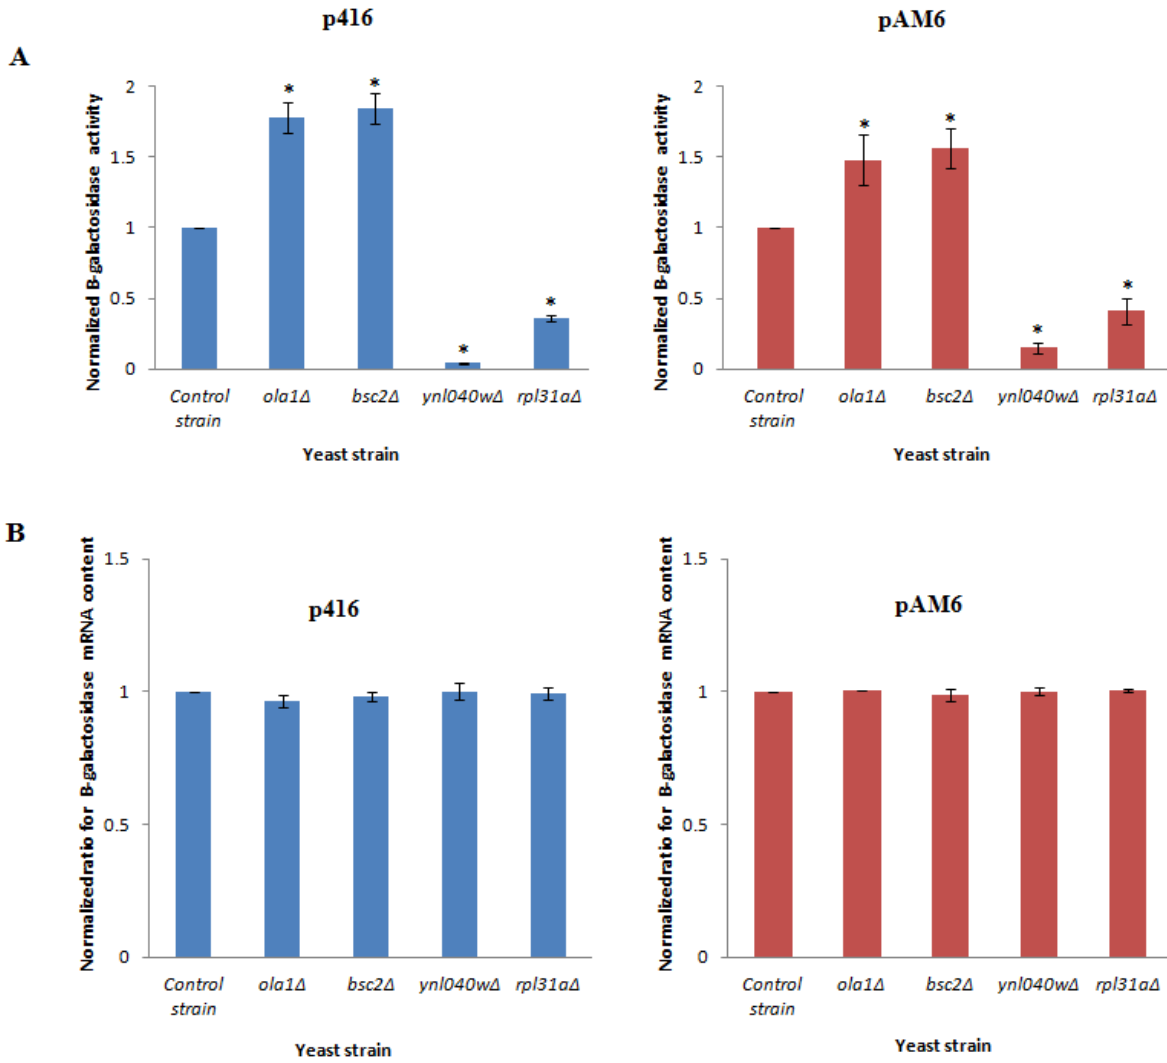 p416
pAM6
A
Normalized B-galactosidase activity
2
1.5
1
0.5
0
*
*
*
*
Control strain
ola1Δ
bsc2Δ
ynl040wΔ
rpl31aΔ
Yeast strain
Normalized B-galactosidase activity
2
1.5
1
0.5
0
*
*
*
*
Control strain
ola1Δ
bsc2Δ
ynl040wΔ
rpl31aΔ
Yeast strain
B
Normalizedratio for B-galactosidase mRNA content
p416
1.5
1
0.5
0
Control strain
ola1Δ
bsc2Δ
ynl040wΔ
rpl31aΔ
Yeast strain
Normalizedratio for B-galactosidase mRNA content
pAM6
1.5
1
0.5
0
Control strain
ola1Δ
bsc2Δ
ynl040wΔ
rpl31aΔ
Yeast strain